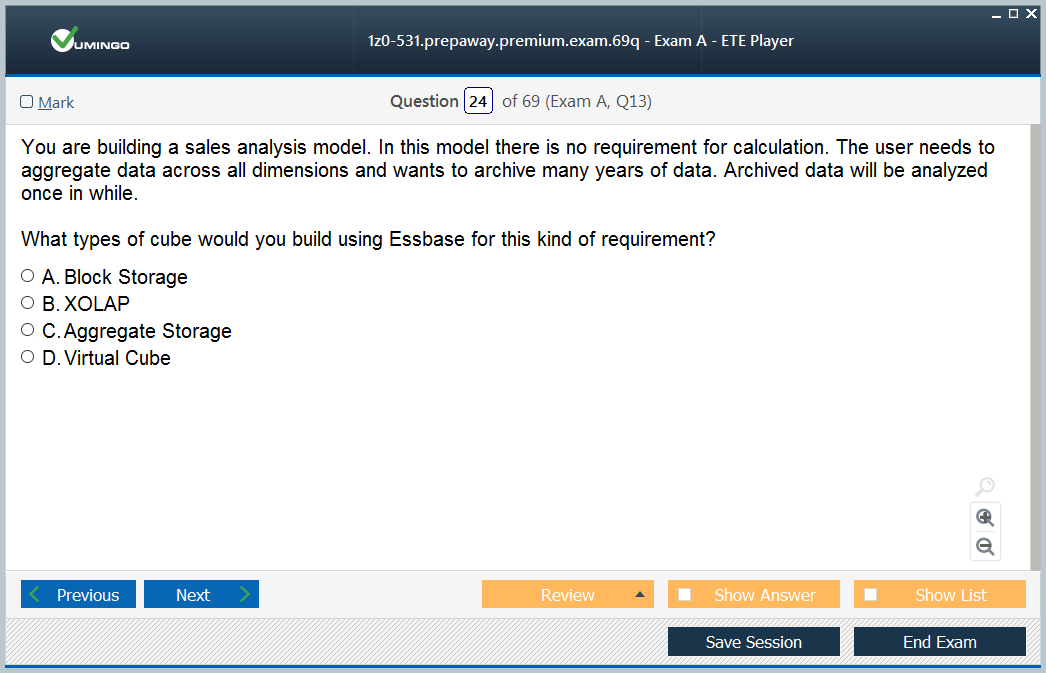 VUMINGO
1z0-531.prepaway.premium.exam.69q - Exam A - ETE Player
Mark
Question 24 of 69 (Exam A, Q13)
You are building a sales analysis model. In this model there is no requirement for calculation. The user needs to
aggregate data across all dimensions and wants to archive many years of data. Archived data will be analyzed
once in while.
What types of cube would you build using Essbase for this kind of requirement?
A. Block Storage
B. XOLAP
C. Aggregate Storage
D. Virtual Cube
Previous Next Review Show Answer Show List
Save Session End Exam